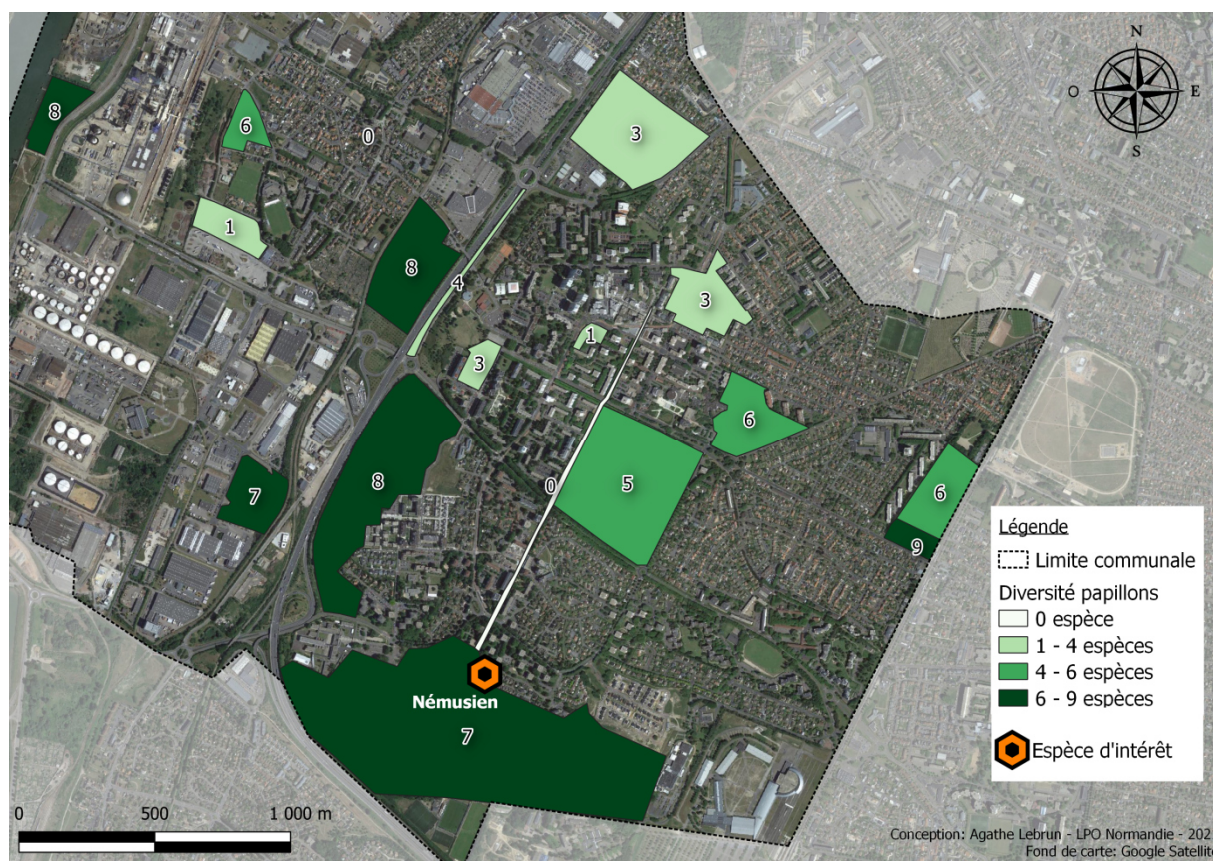 N
O
E
S
8
6
0
3
1
8
4
3
3
1
6
8
7
0
5
6
9
Némusien
7
Légende
Limite communale
Diversité papillons
0 espèce
1 - 4 espèces
4 - 6 espèces
6 - 9 espèces
Espèce d'intérêt
0 500 1 000 m
Conception: Agathe Lebrun - LPO Normandie - 202
Fond de carte: Google Satellit